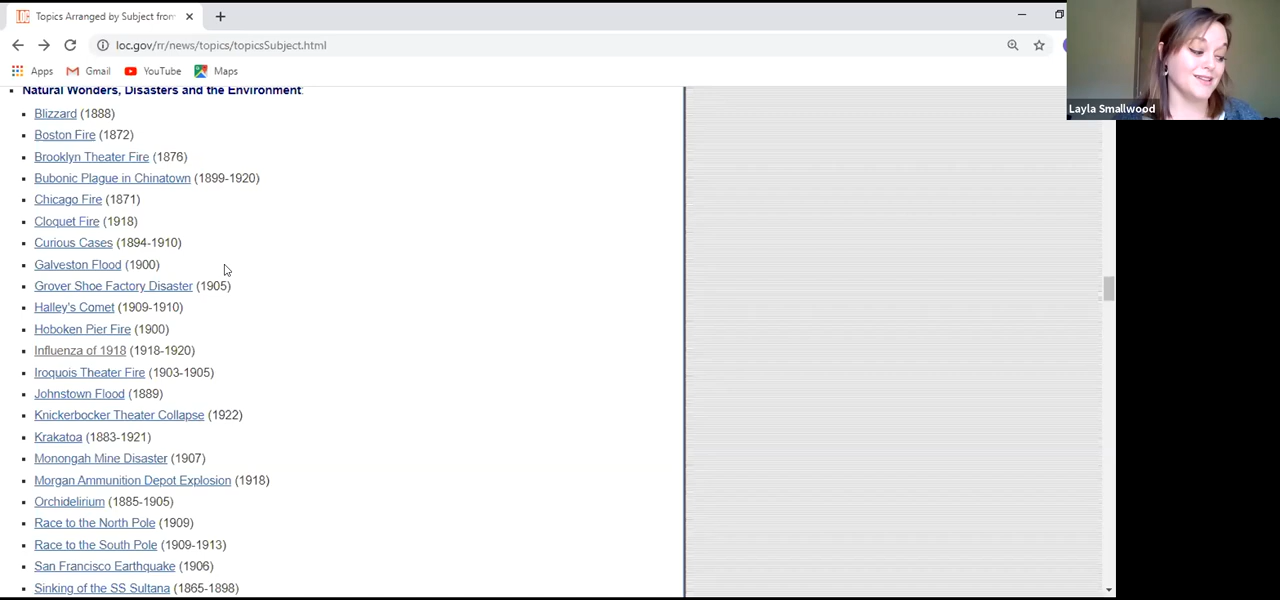 Topics Arranged by Subject from
loc.gov/rr/news/topics/topicsSubject.html
Apps Gmail YouTube Maps
Layla Smallwood
Natural Wonders, Disasters and the Environment:
Blizzard (1888)
Boston Fire (1872)
Brooklyn Theater Fire (1876)
Bubonic Plague in Chinatown (1899-1920)
Chicago Fire (1871)
Cloquet Fire (1918)
Curious Cases (1894-1910)
Galveston Flood (1900)
Grover Shoe Factory Disaster (1905)
Halley's Comet (1909-1910)
Hoboken Pier Fire (1900)
Influenza of 1918 (1918-1920)
Iroquois Theater Fire (1903-1905)
Johnstown Flood (1889)
Knickerbocker Theater Collapse (1922)
Krakatoa (1883-1921)
Monongah Mine Disaster (1907)
Morgan Ammunition Depot Explosion (1918)
Orchidelirium (1885-1905)
Race to the North Pole (1909)
Race to the South Pole (1909-1913)
San Francisco Earthquake (1906)
Sinking of the SS Sultana (1865-1898)